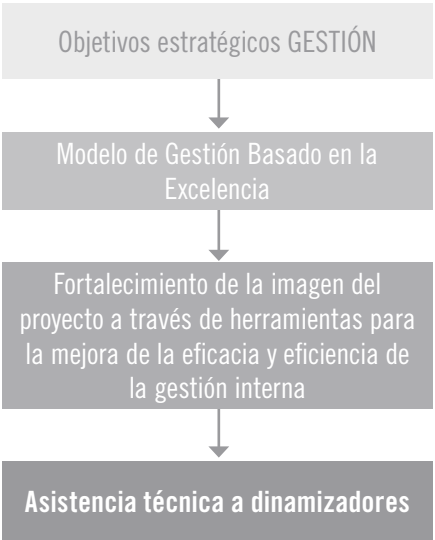 Objetivos estratégicos GESTIÓN
Modelo de Gestión Basado en la
Excelencia
Fortalecimiento de la imagen del
proyecto a través de herramientas para
la mejora de la eficacia y eficiencia de
la gestión interna
Asistencia técnica a dinamizadores